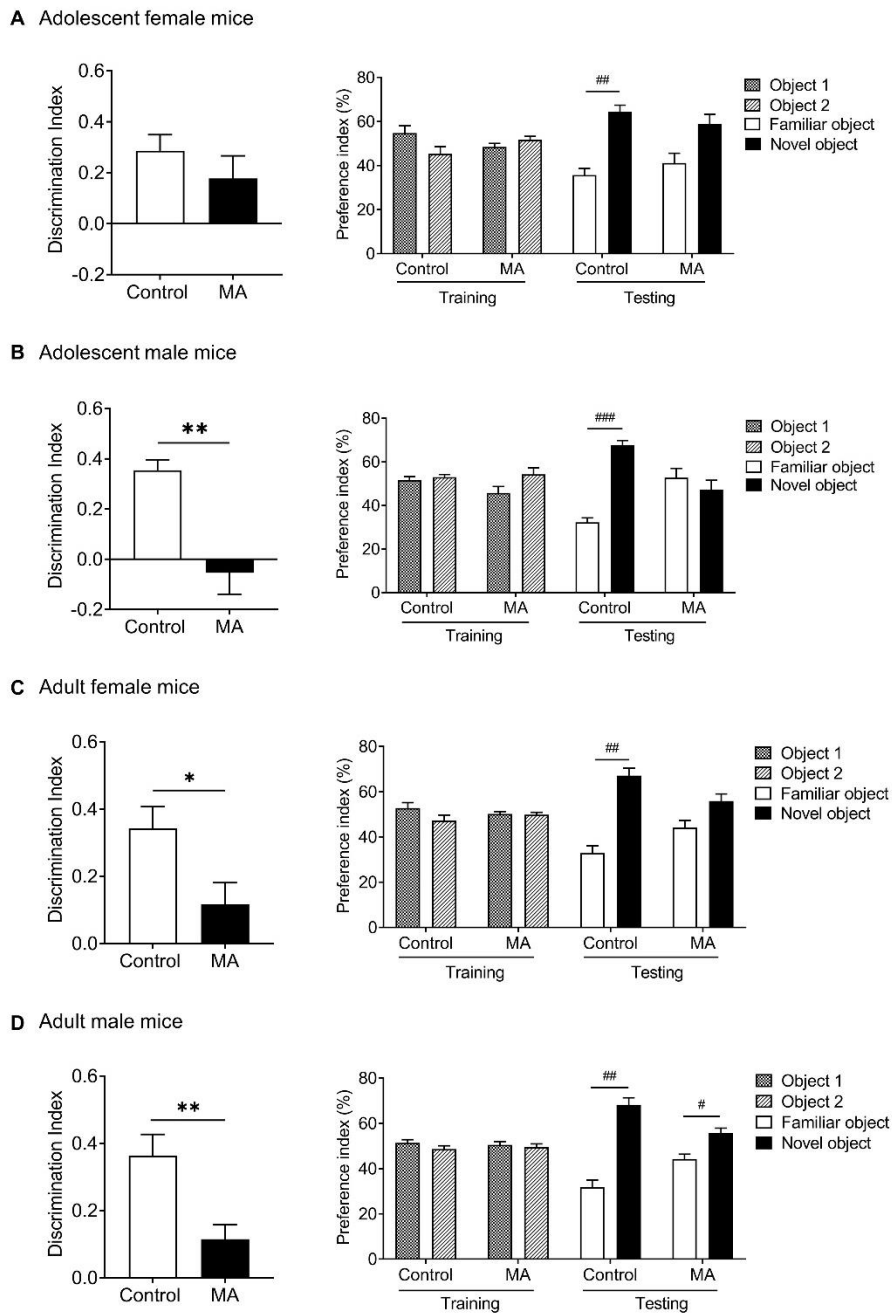 A Adolescent female mice
Discrimination Index
0.6
0.4
0.2
0.0
-0.2
Control MA
Preference index (%)
80
60
40
20
0
##
Control MA Control MA
Training Testing
Object 1
Object 2
Familiar object
Novel object
B Adolescent male mice
Discrimination Index
0.6
0.4
0.2
0.0
-0.2
**
Control MA
Preference index (%)
80
60
40
20
0
###
Control MA Control MA
Training Testing
Object 1
Object 2
Familiar object
Novel object
C Adult female mice
Discrimination Index
0.6
0.4
0.2
0.0
*
Control MA
Preference index (%)
80
60
40
20
0
##
Control MA Control MA
Training Testing
Object 1
Object 2
Familiar object
Novel object
D Adult male mice
Discrimination Index
0.6
0.4
0.2
0.0
**
Control MA
Preference index (%)
80
60
40
20
0
##
#
Control MA Control MA
Training Testing
Object 1
Object 2
Familiar object
Novel object